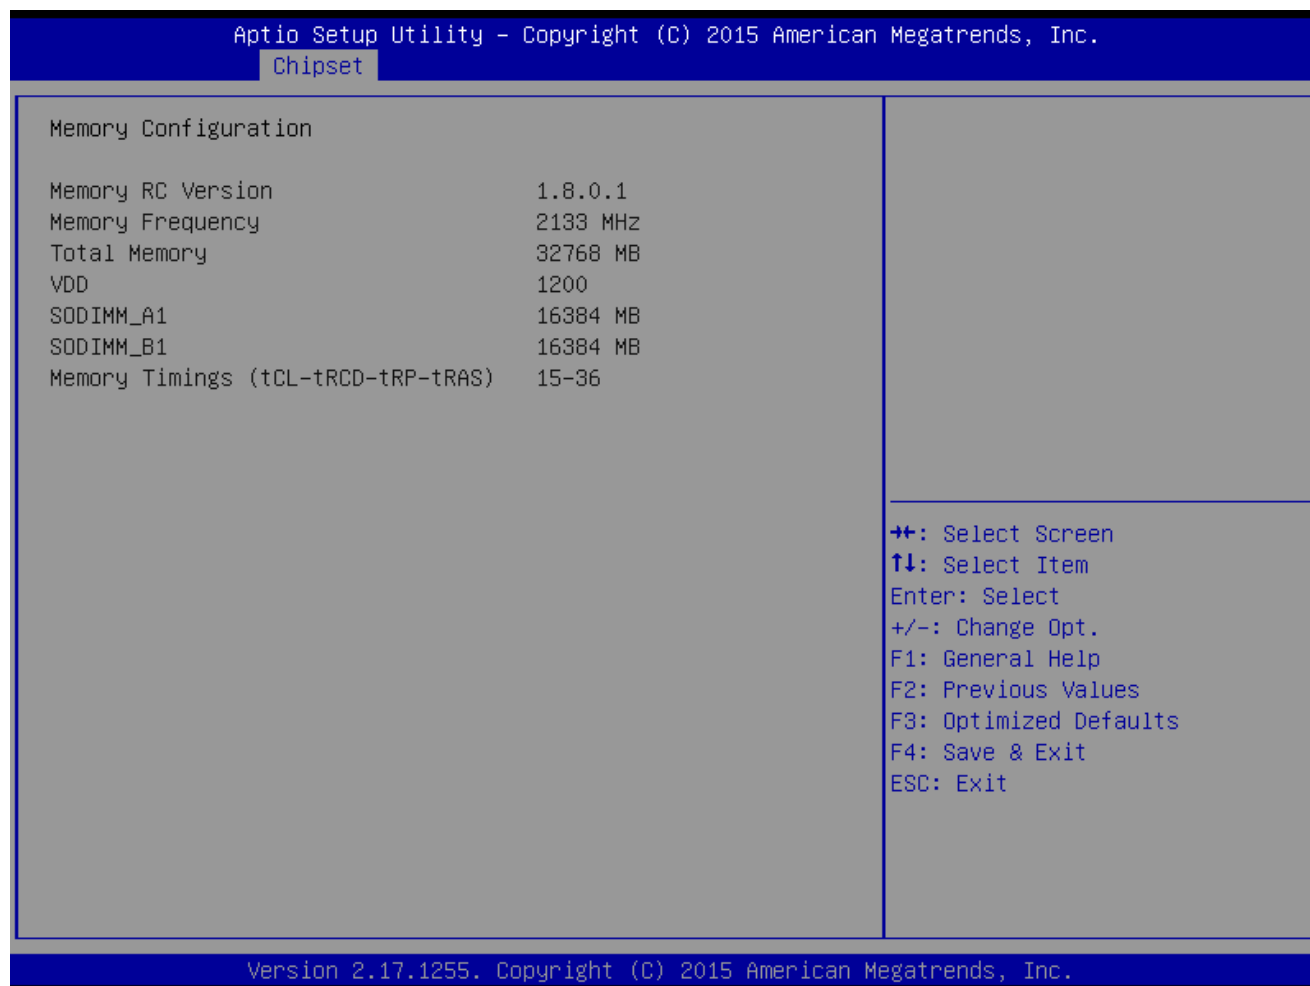 Aptio Setup Utility – Copyright (C) 2015 American Megatrends, Inc.
Chipset
Memory Configuration
Memory RC Version 1.8.0.1
Memory Frequency 2133 MHz
Total Memory 32768 MB
VDD 1200
SODIMM_A1 16384 MB
SODIMM_B1 16384 MB
Memory Timings (tCL-tRCD-tRP-tRAS) 15-36
→←: Select Screen
↑↓: Select Item
Enter: Select
+/-: Change Opt.
F1: General Help
F2: Previous Values
F3: Optimized Defaults
F4: Save & Exit
ESC: Exit
Version 2.17.1255. Copyright (C) 2015 American Megatrends, Inc.